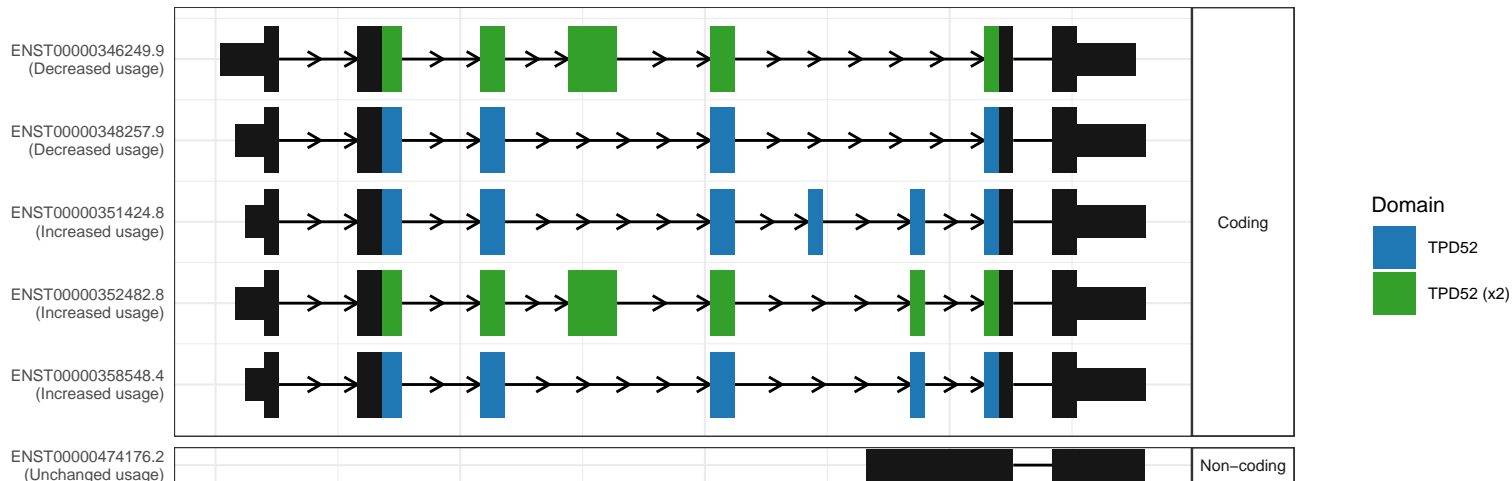 ENST00000346249.9
(Decreased usage)
ENST00000348257.9
(Decreased usage)
ENST00000351424.8
(Increased usage)
ENST00000352482.8
(Increased usage)
ENST00000358548.4
(Increased usage)
Coding
ENST00000474176.2
(Unchanged usage)
Non−coding
Domain
TPD52
TPD52 (x2)